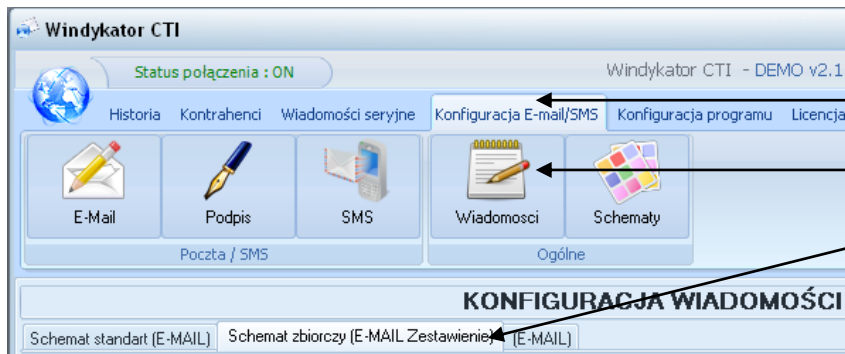 Windykator CTI
Status połączenia : ON
Windykator CTI - DEMO v2.1
Historia Kontrahenci Wiadomości seryjne Konfiguracja E-mail/SMS Konfiguracja programu Licencja
E-Mail Podpis SMS Wiadomosci Schematy
Poczta / SMS Ogólne
KONFIGURACJA WIADOMOŚCI
Schemat standart (E-MAIL) Schemat zbiorczy (E-MAIL Zestawienie) (E-MAIL)